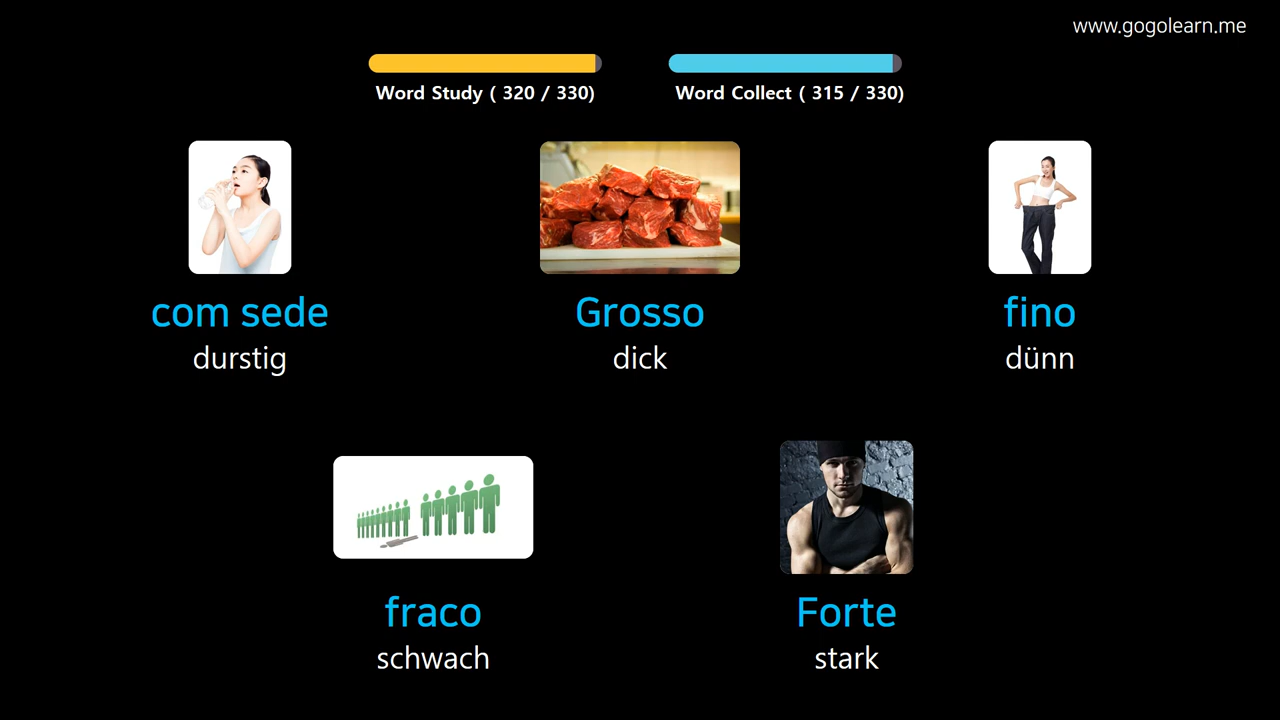 www.gogolearn.me
Word Study ( 320 / 330)
Word Collect ( 315 / 330)
com sede
durstig
Grosso
dick
fino
dünn
fraco
schwach
Forte
stark